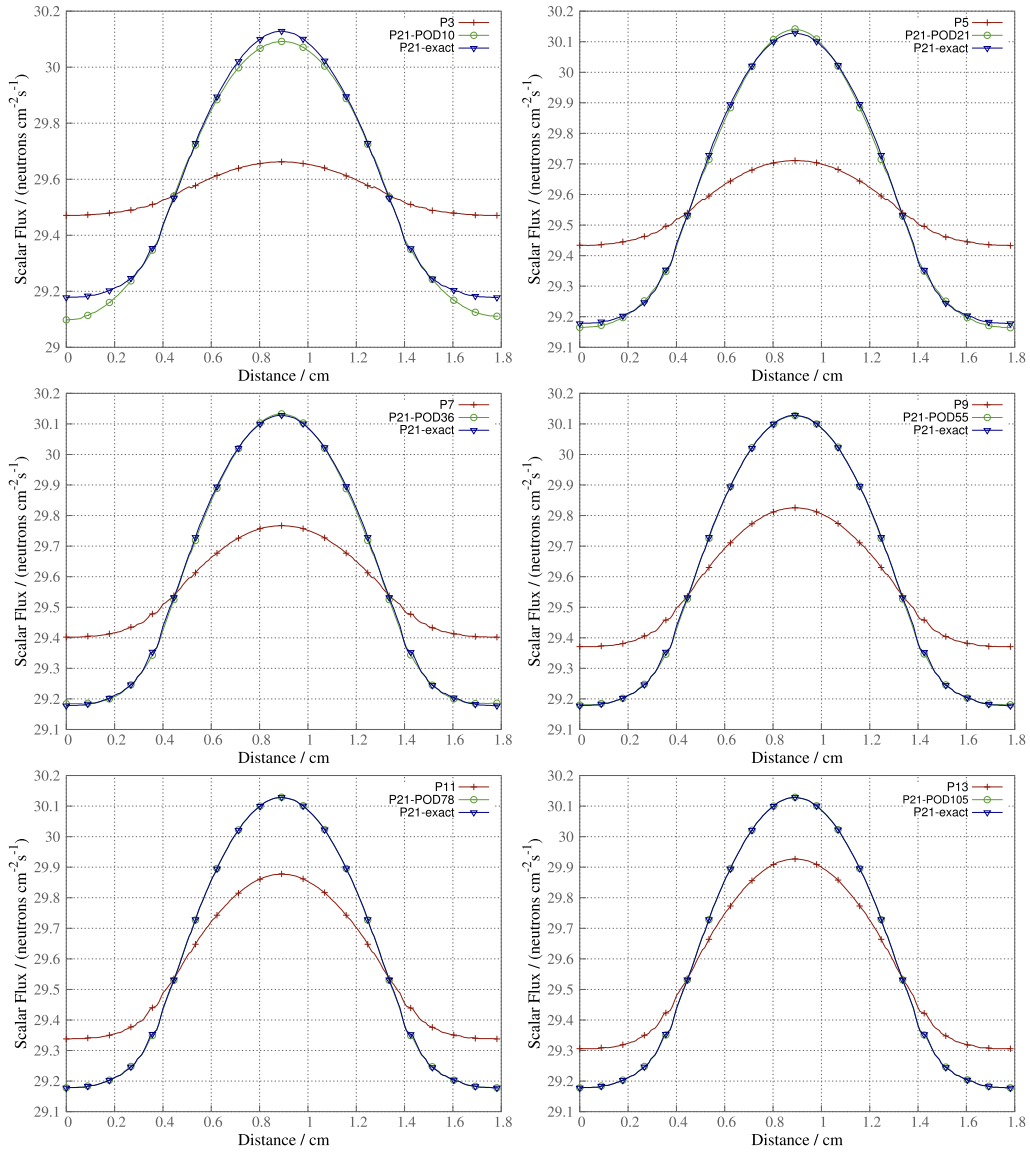 30.2
30
29.8
29.6
29.4
29.2
29
0 0.2 0.4 0.6 0.8 1 1.2 1.4 1.6 1.8
Scalar Flux / (neutrons cm⁻²s⁻¹)
Distance / cm
P3
P21-POD10
P21-exact
30.2
30.1
30
29.9
29.8
29.7
29.6
29.5
29.4
29.3
29.2
29.1
0 0.2 0.4 0.6 0.8 1 1.2 1.4 1.6 1.8
Scalar Flux / (neutrons cm⁻²s⁻¹)
Distance / cm
P5
P21-POD21
P21-exact
30.2
30.1
30
29.9
29.8
29.7
29.6
29.5
29.4
29.3
29.2
29.1
0 0.2 0.4 0.6 0.8 1 1.2 1.4 1.6 1.8
Scalar Flux / (neutrons cm⁻²s⁻¹)
Distance / cm
P7
P21-POD36
P21-exact
30.2
30.1
30
29.9
29.8
29.7
29.6
29.5
29.4
29.3
29.2
29.1
0 0.2 0.4 0.6 0.8 1 1.2 1.4 1.6 1.8
Scalar Flux / (neutrons cm⁻²s⁻¹)
Distance / cm
P9
P21-POD55
P21-exact
30.2
30.1
30
29.9
29.8
29.7
29.6
29.5
29.4
29.3
29.2
29.1
0 0.2 0.4 0.6 0.8 1 1.2 1.4 1.6 1.8
Scalar Flux / (neutrons cm⁻²s⁻¹)
Distance / cm
P11
P21-POD78
P21-exact
30.2
30.1
30
29.9
29.8
29.7
29.6
29.5
29.4
29.3
29.2
29.1
0 0.2 0.4 0.6 0.8 1 1.2 1.4 1.6 1.8
Scalar Flux / (neutrons cm⁻²s⁻¹)
Distance / cm
P13
P21-POD105
P21-exact